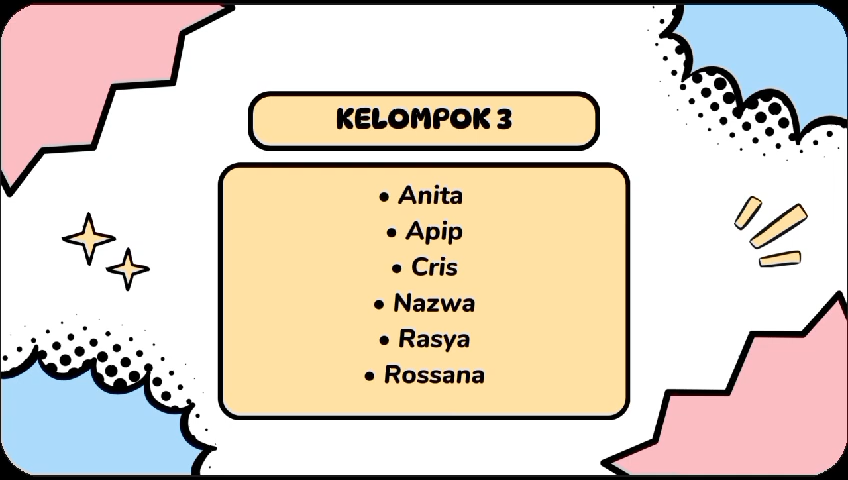 KELOMPOK 3
• Anita
• Apip
• Cris
• Nazwa
• Rasya
• Rossana